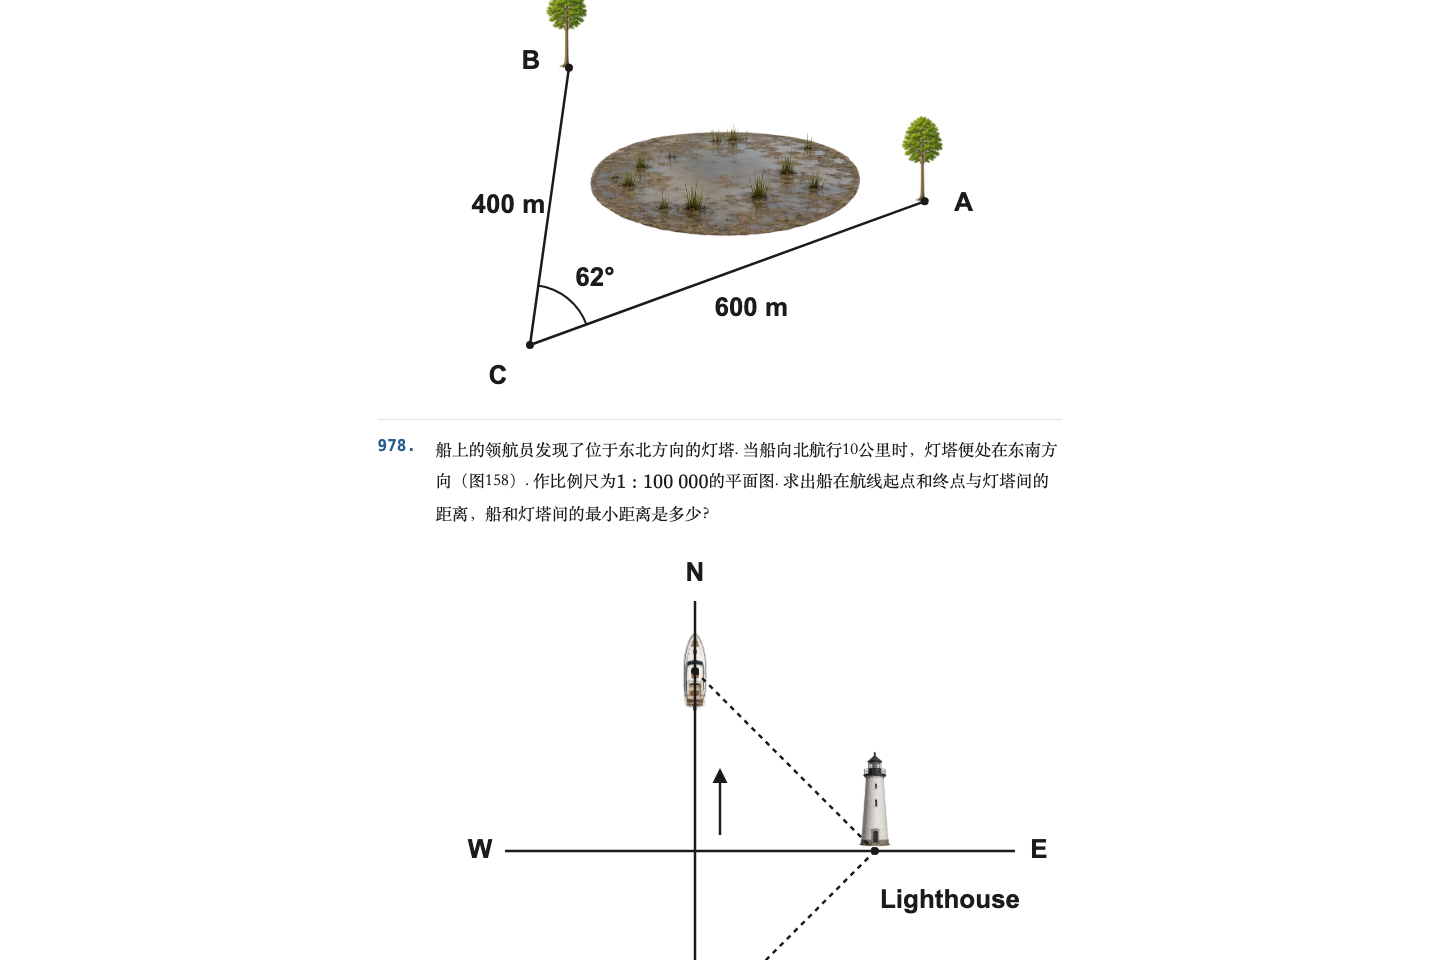 B
A
400 m
62°
600 m
C
978.
船上的领航员发现了位于东北方向的灯塔. 当船向北航行10公里时, 灯塔便处在东南方
向（图158）. 作比例尺为1 : 100 000的平面图. 求出船在航线起点和终点与灯塔间的
距离, 船和灯塔间的最小距离是多少?
N
W
E
Lighthouse